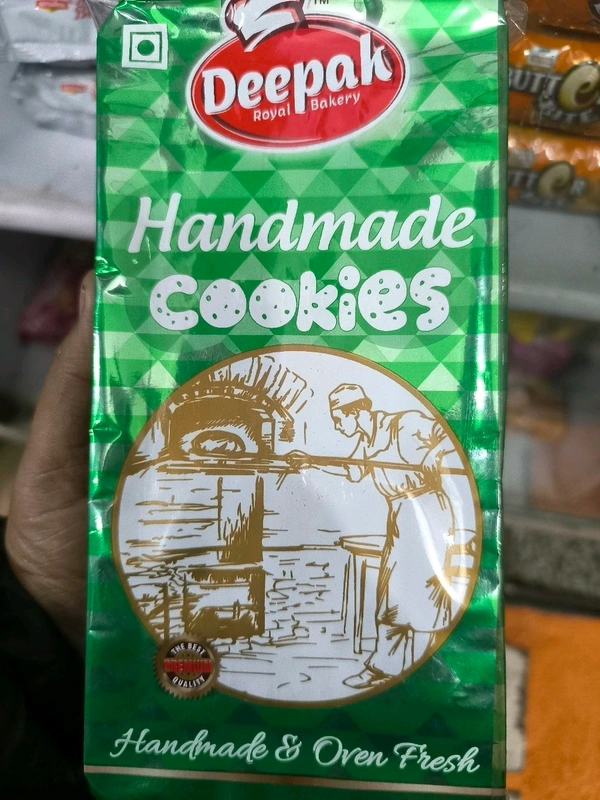 TM
Deepak
Royal Bakery
Handmade
cookies
THE BEST
PREMIUM
QUALITY
Handmade & Oven Fresh